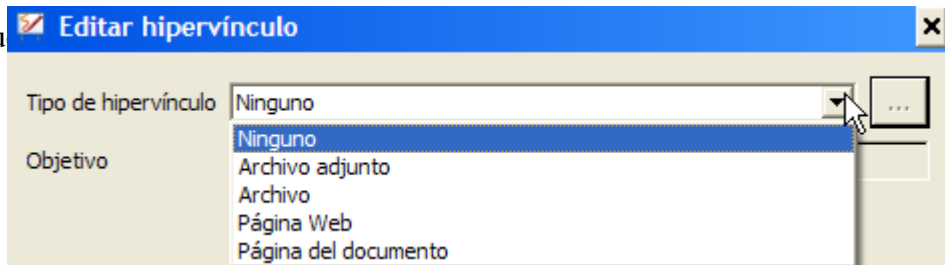 Editar hipervínculo
Tipo de hipervínculo Ninguno ...
Ninguno
Objetivo
Archivo adjunto
Archivo
Página Web
Página del documento